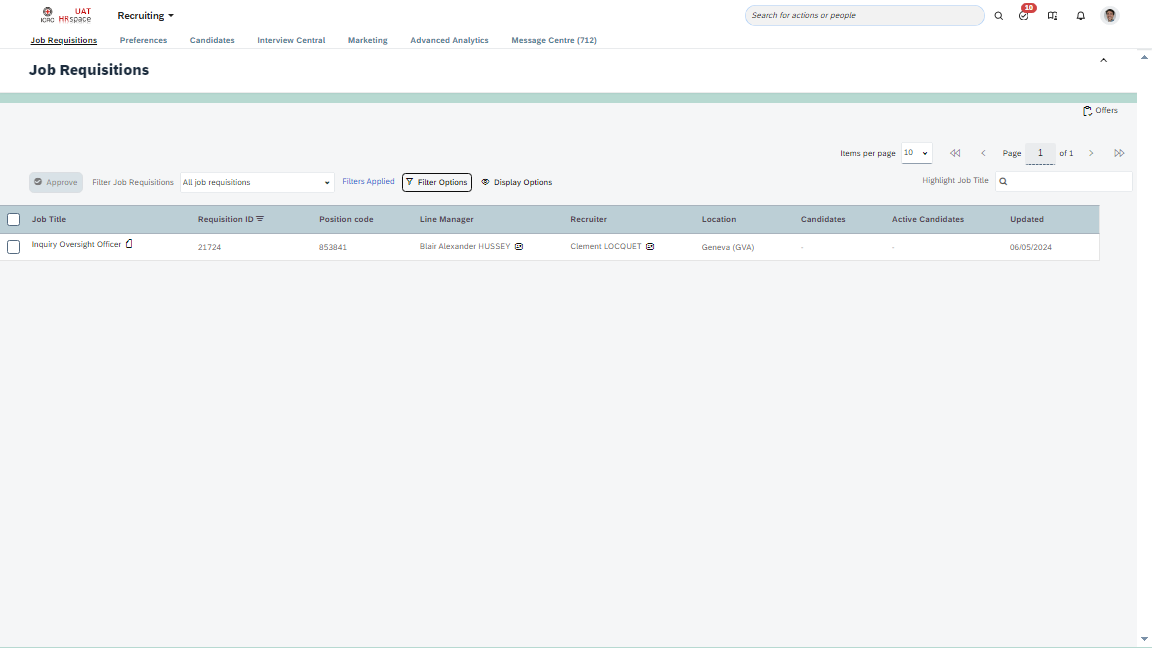 ICRC UAT HRspace Recruiting Search for actions or people 10
Job Requisitions Preferences Candidates Interview Central Marketing Advanced Analytics Message Centre (712)
Job Requisitions
Offers
Items per page 10 Page 1 of 1
Approve Filter Job Requisitions All job requisitions Filters Applied Filter Options Display Options Highlight Job Title
Job Title Requisition ID Position code Line Manager Recruiter Location Candidates Active Candidates Updated
Inquiry Oversight Officer 21724 853841 Blair Alexander HUSSEY Clement LOCQUET Geneva (GVA) - - 06/05/2024